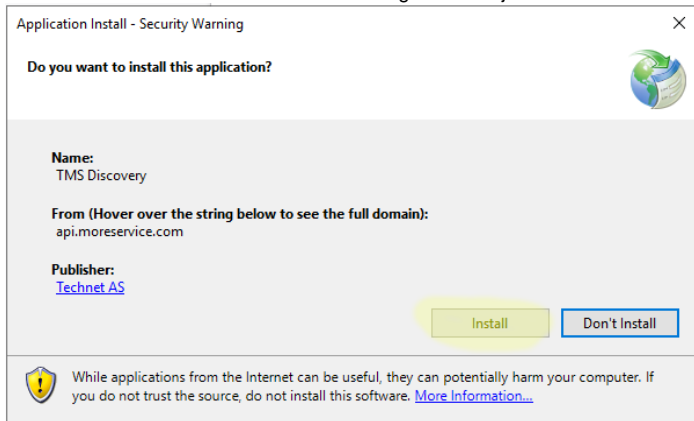 Application Install - Security Warning
Do you want to install this application?
Name:
TMS Discovery
From (Hover over the string below to see the full domain):
api.moreservice.com
Publisher:
Technet AS
Install
Don't Install
While applications from the Internet can be useful, they can potentially harm your computer. If
you do not trust the source, do not install this software. More Information...